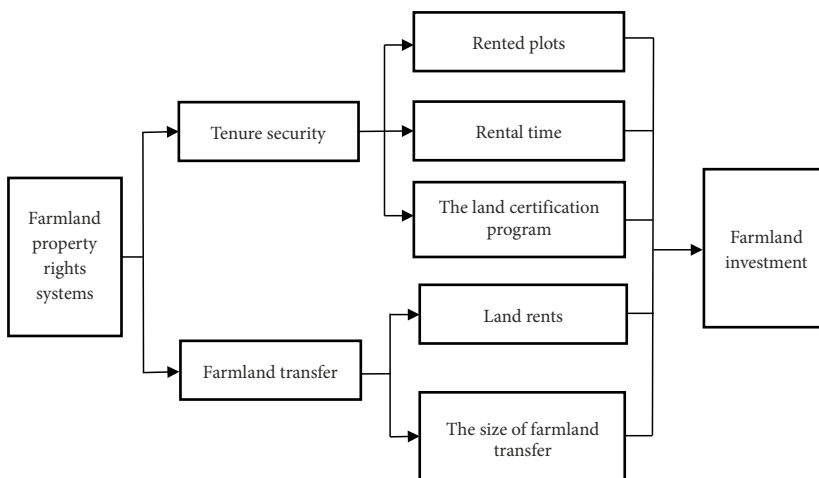 Farmland
property
rights
systems
Tenure security
Farmland transfer
Rented plots
Rental time
The land certification
program
Land rents
The size of farmland
transfer
Farmland
investment